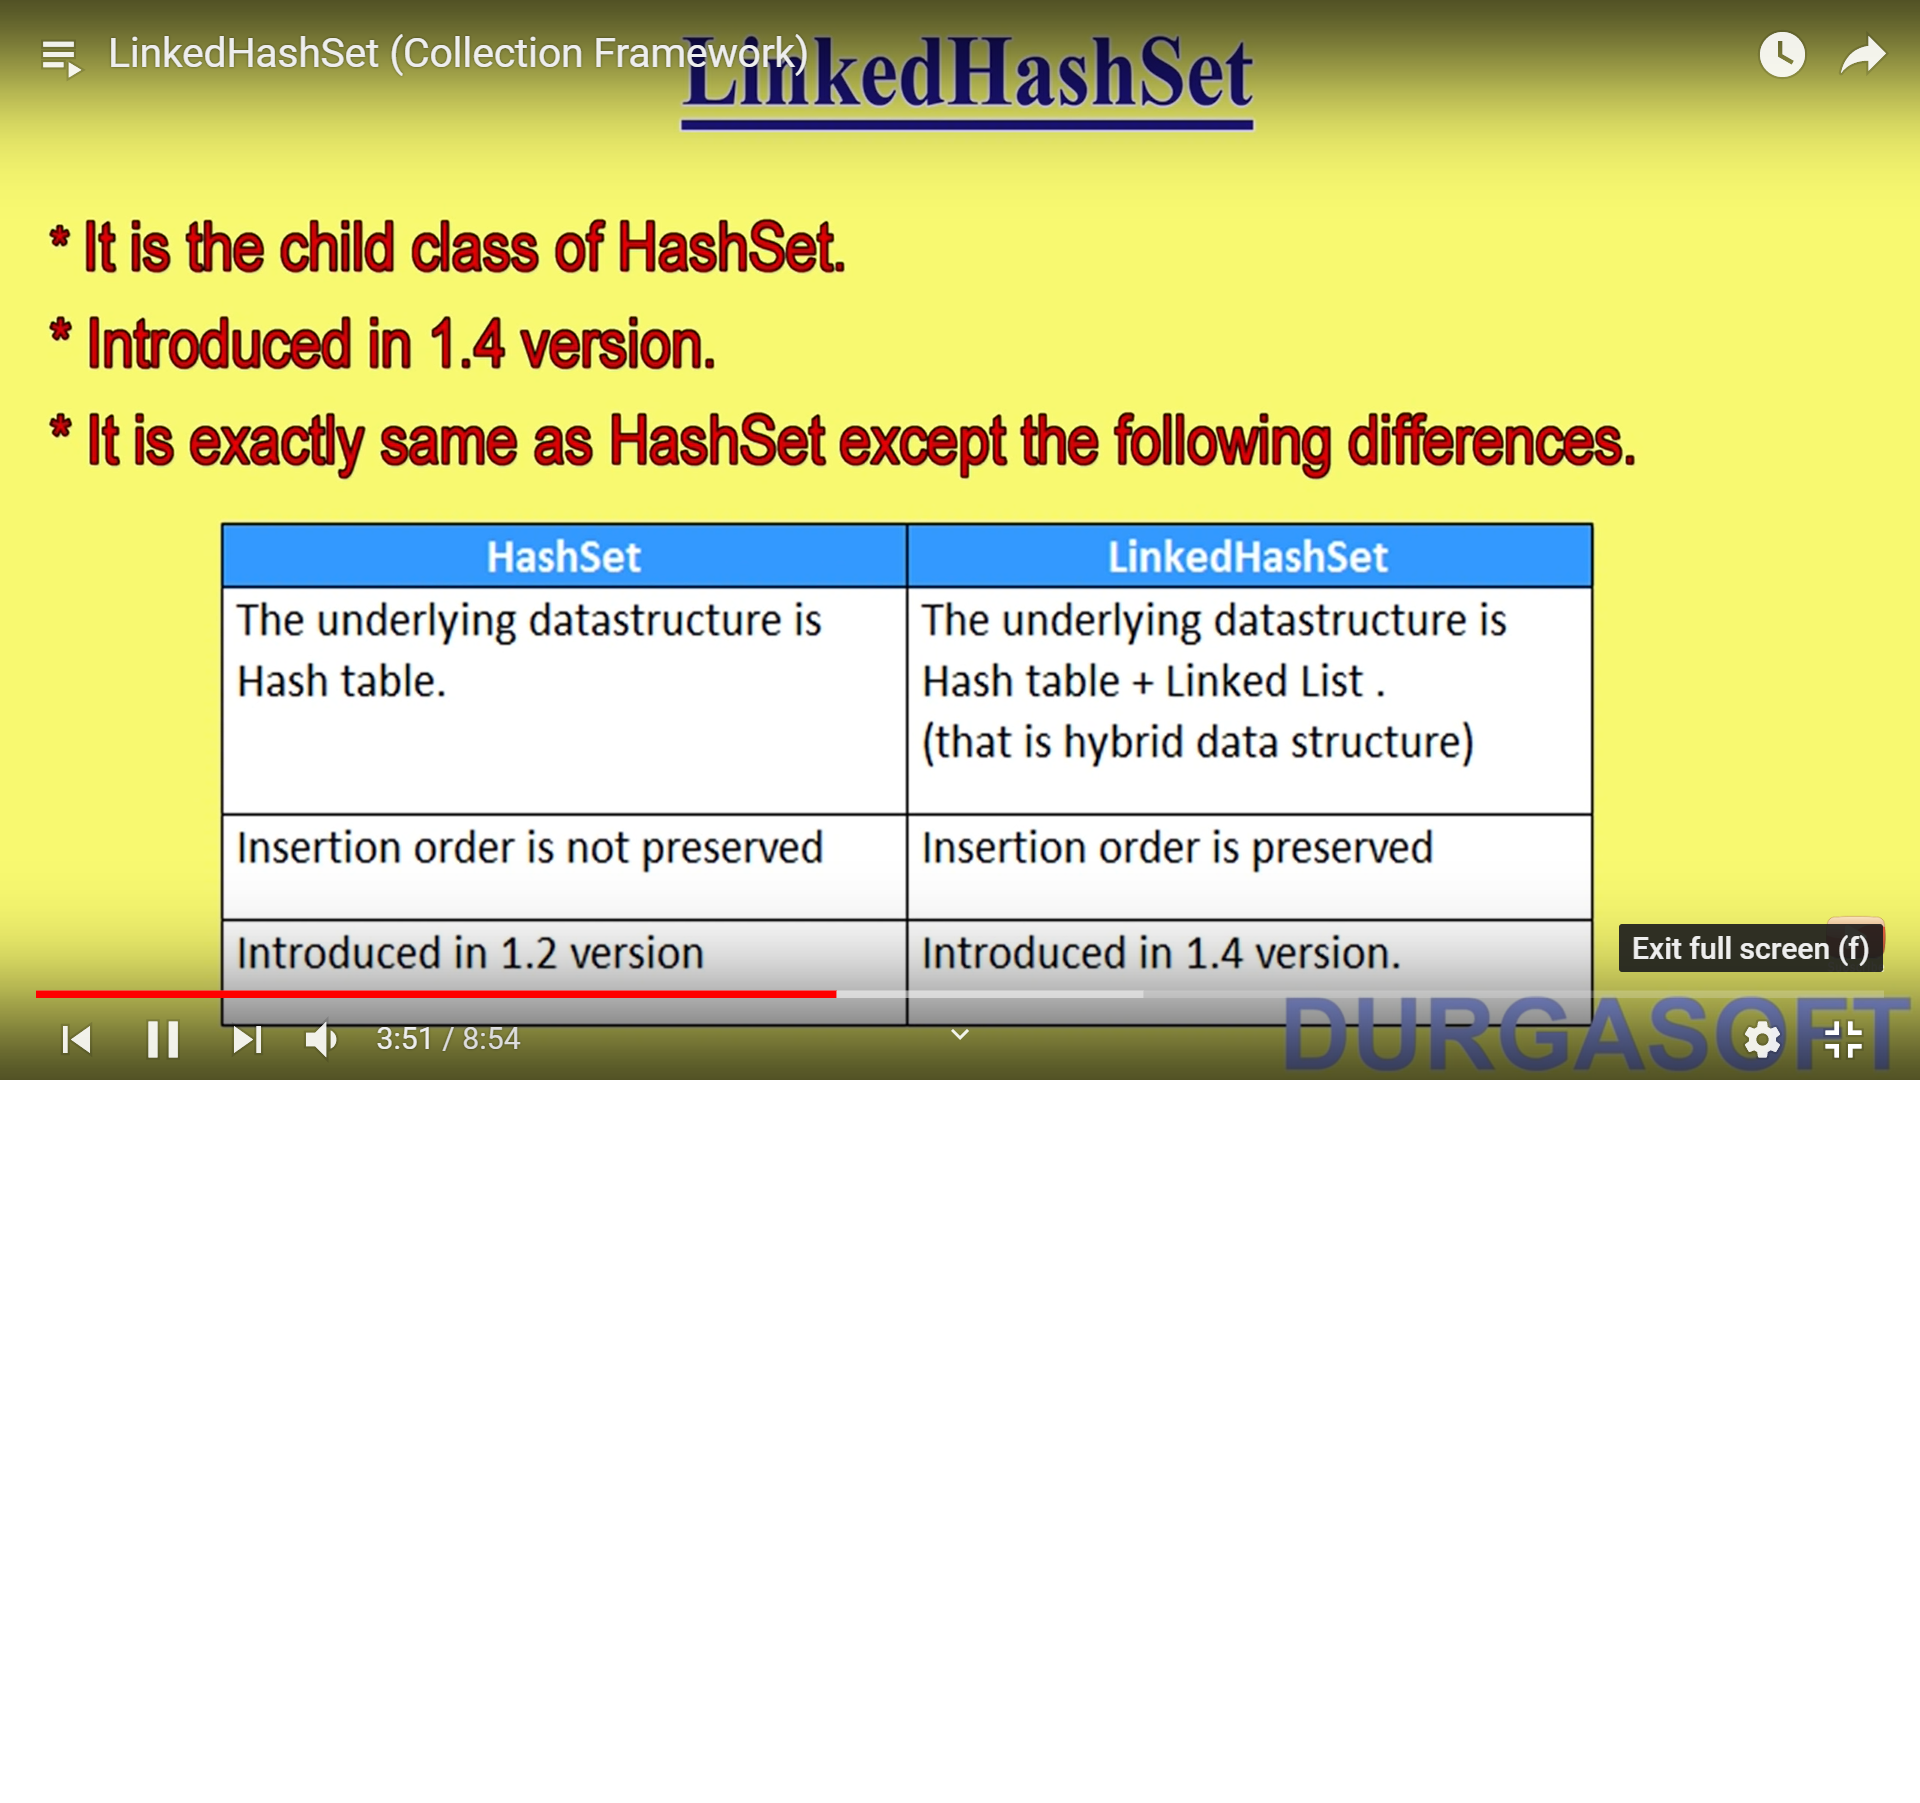 LinkedHashSet (Collection Framework)
LinkedHashSet
* It is the child class of HashSet.
* Introduced in 1.4 version.
* It is exactly same as HashSet except the following differences.
HashSet
LinkedHashSet
The underlying datastructure is
Hash table.
The underlying datastructure is
Hash table + Linked List .
(that is hybrid data structure)
Insertion order is not preserved
Insertion order is preserved
Introduced in 1.2 version
Introduced in 1.4 version.
Exit full screen (f)
3:51 / 8:54
DURGASOFT